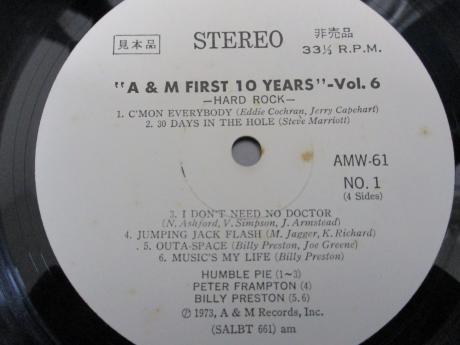 見本品 STEREO 非売品
33⅓ R.P.M.
"A & M FIRST 10 YEARS"-Vol. 6
—HARD ROCK—
1. C'MON EVERYBODY (Eddie Cochran, Jerry Capehart)
2. 30 DAYS IN THE HOLE (Steve Marriott)
AMW-61
NO. 1
(4 Sides)
3. I DON'T NEED NO DOCTOR
(N. Ashford, V. Simpson, J. Armstead)
4. JUMPING JACK FLASH (M. Jagger, K. Richard)
5. OUTA-SPACE (Billy Preston, Joe Greene)
6. MUSIC'S MY LIFE (Billy Preston)
HUMBLE PIE (1~3)
PETER FRAMPTON (4)
BILLY PRESTON (5.6)
℗ 1973, A & M Records, Inc.
(SALBT 661) am